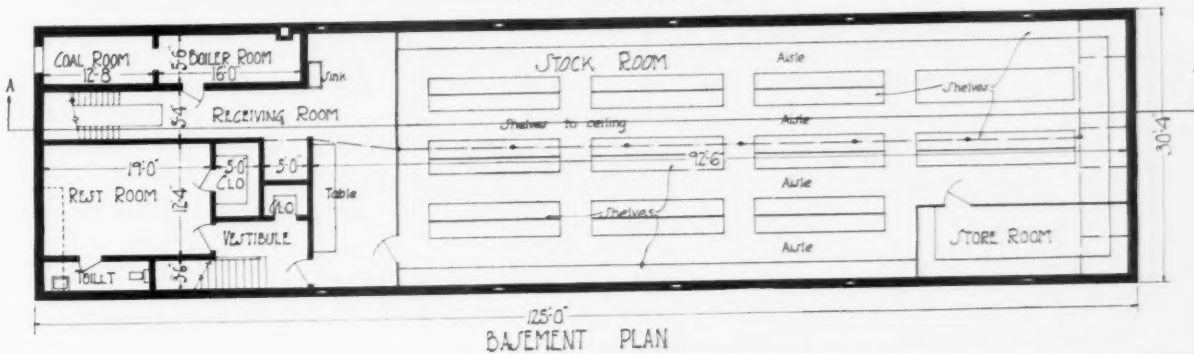 COAL ROOM
12'-8"
5'-6"
BOILER ROOM
16'-0"
Sink
STOCK ROOM
Aisle
Shelves
A
5'-4"
RECEIVING ROOM
Shelves to ceiling
Aisle
92'-6"
30'-4"
19'-0"
5'-0"
5'-0"
CLO
REST ROOM
12'-4"
CLO
Table
Aisle
Shelves
VESTIBULE
Aisle
STORE ROOM
TOILET
5'-6"
125'-0"
BASEMENT PLAN